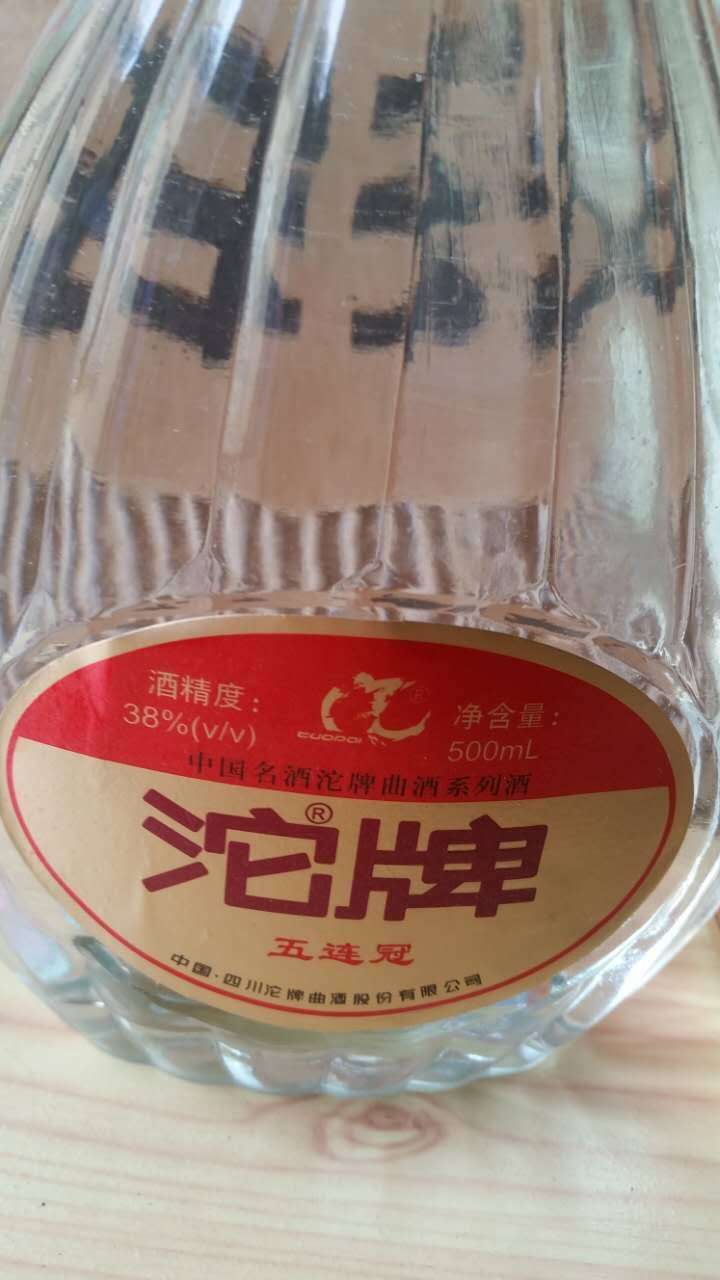 酒精度：
38%(v/v)
净含量：
500mL
中国名酒沱牌曲酒系列酒
沱牌®
五连冠
中国·四川沱牌曲酒股份有限公司